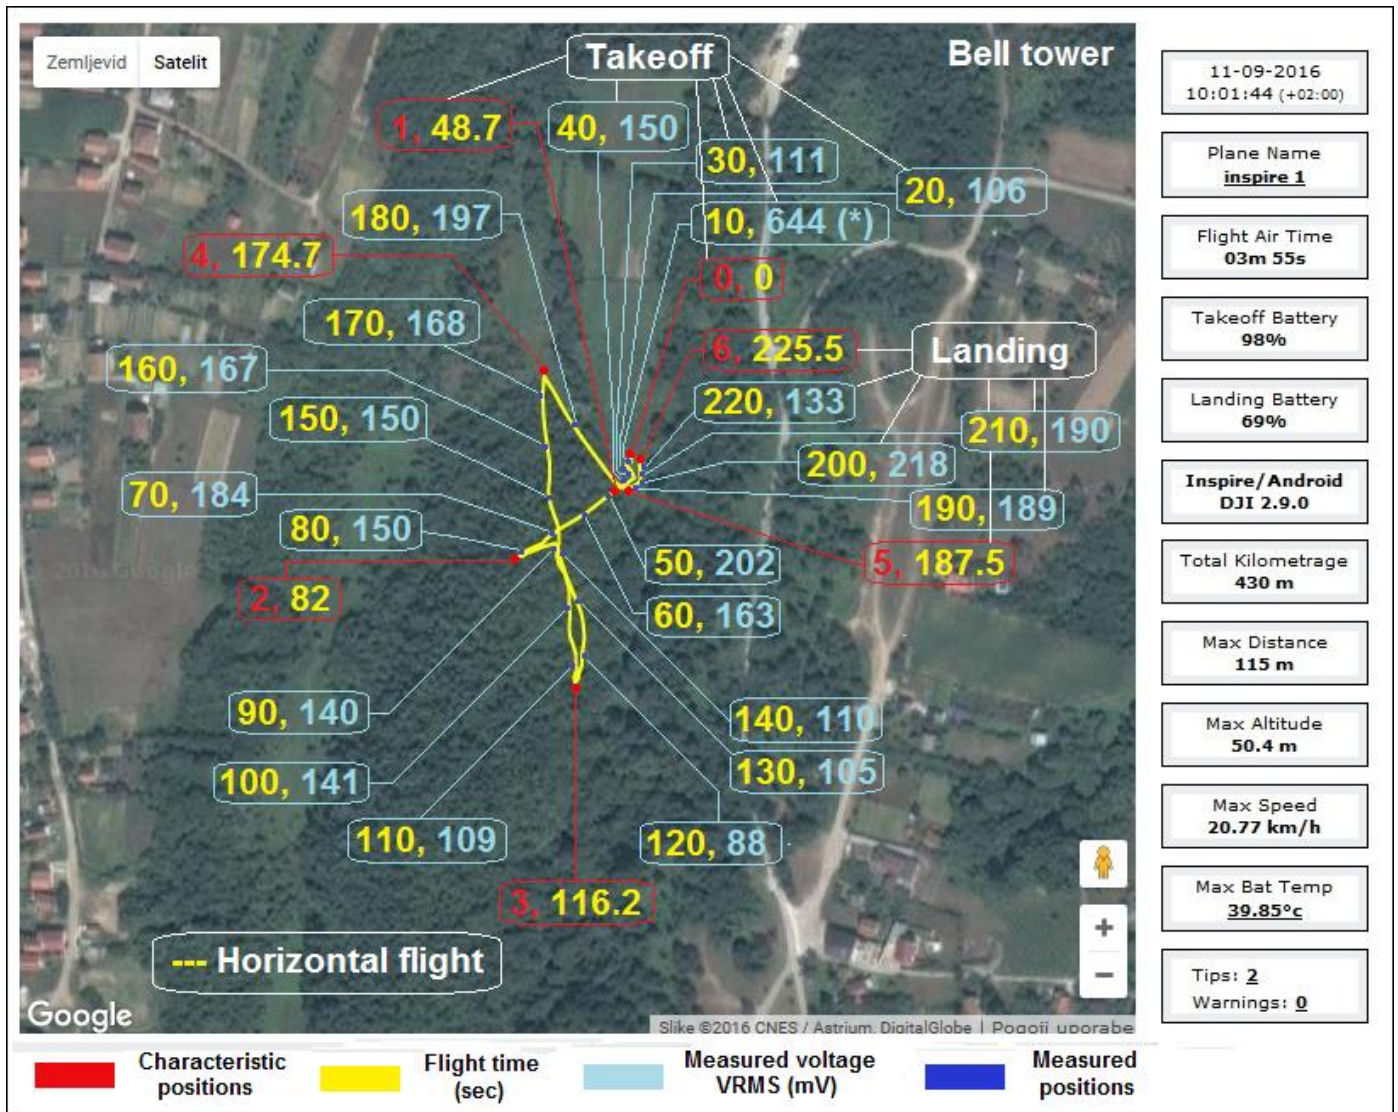 Zemljevid Satelit
Takeoff
Bell tower
1, 48.7
40, 150
30, 111
20, 106
180, 197
10, 644 (*)
4, 174.7
0, 0
170, 168
6, 225.5
Landing
160, 167
150, 150
220, 133
210, 190
200, 218
70, 184
190, 189
80, 150
50, 202
5, 187.5
2, 82
60, 163
90, 140
140, 110
100, 141
130, 105
110, 109
120, 88
3, 116.2
--- Horizontal flight
Google
Slike ©2016 CNES / Astrium, DigitalGlobe | Pogoji uporabe
+
−
11-09-2016
10:01:44 (+02:00)
Plane Name
inspire 1
Flight Air Time
03m 55s
Takeoff Battery
98%
Landing Battery
69%
Inspire/Android
DJI 2.9.0
Total Kilometrage
430 m
Max Distance
115 m
Max Altitude
50.4 m
Max Speed
20.77 km/h
Max Bat Temp
39.85°c
Tips: 2
Warnings: 0
Characteristic
positions
Flight time
(sec)
Measured voltage
VRMS (mV)
Measured
positions